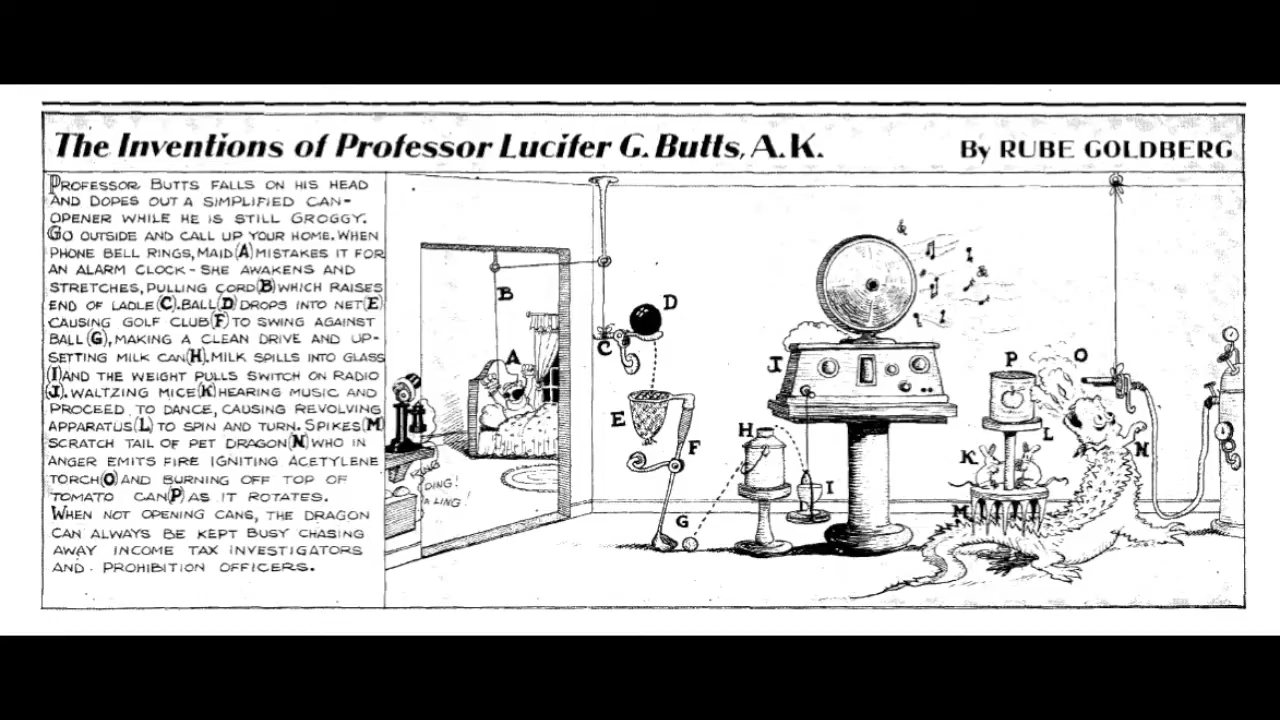 The Inventions of Professor Lucifer G. Butts, A.K.
By RUBE GOLDBERG
PROFESSOR BUTTS FALLS ON HIS HEAD
AND DOPES OUT A SIMPLIFIED CAN-
OPENER WHILE HE IS STILL GROGGY.
GO OUTSIDE AND CALL UP YOUR HOME. WHEN
PHONE BELL RINGS, MAID (A) MISTAKES IT FOR
AN ALARM CLOCK - SHE AWAKENS AND
STRETCHES, PULLING CORD (B) WHICH RAISES
END OF LADLE (C). BALL (D) DROPS INTO NET (E)
CAUSING GOLF CLUB (F) TO SWING AGAINST
BALL (G), MAKING A CLEAN DRIVE AND UP-
SETTING MILK CAN (H). MILK SPILLS INTO GLASS
(I) AND THE WEIGHT PULLS SWITCH ON RADIO
(J). WALTZING MICE (K) HEARING MUSIC AND
PROCEED TO DANCE, CAUSING REVOLVING
APPARATUS (L) TO SPIN AND TURN. SPIKES (M)
SCRATCH TAIL OF PET DRAGON (N) WHO IN
ANGER EMITS FIRE IGNITING ACETYLENE
TORCH (O) AND BURNING OFF TOP OF
TOMATO CAN (P) AS IT ROTATES.
WHEN NOT OPENING CANS, THE DRAGON
CAN ALWAYS BE KEPT BUSY CHASING
AWAY INCOME TAX INVESTIGATORS
AND PROHIBITION OFFICERS.
DING!
A LING!
A
B
C
D
E
F
G
H
I
J
K
L
M
N
O
P